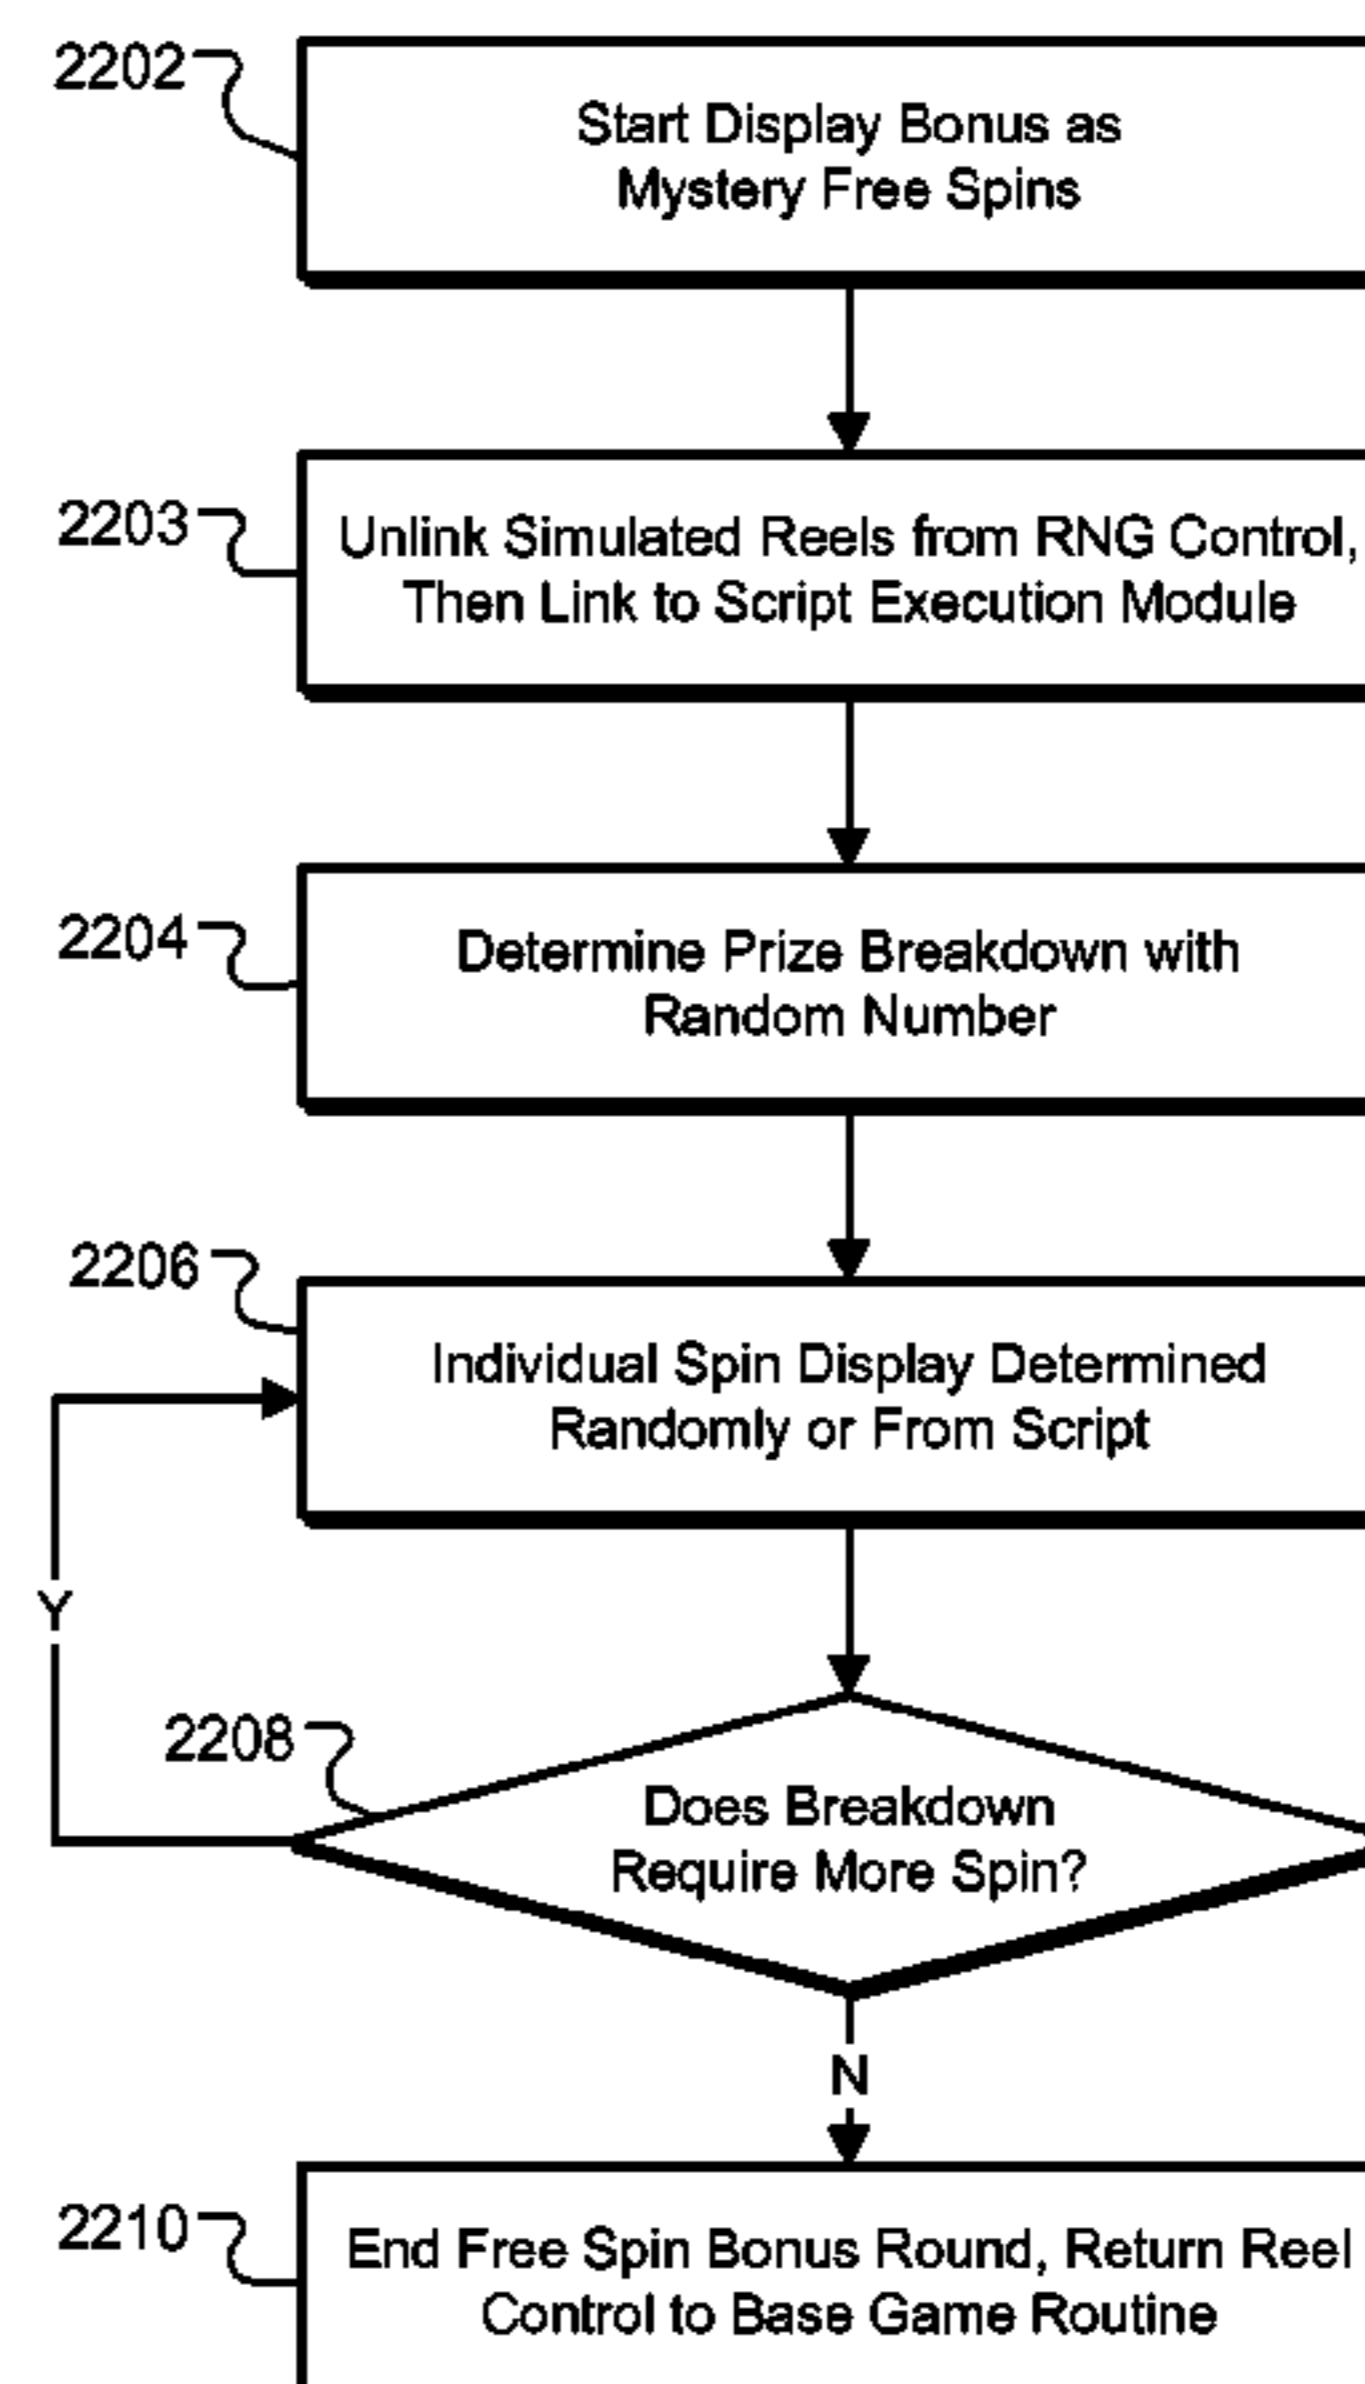 2202
Start Display Bonus as
Mystery Free Spins
2203
Unlink Simulated Reels from RNG Control,
Then Link to Script Execution Module
2204
Determine Prize Breakdown with
Random Number
2206
Individual Spin Display Determined
Randomly or From Script
Y
2208
Does Breakdown
Require More Spin?
N
2210
End Free Spin Bonus Round, Return Reel
Control to Base Game Routine